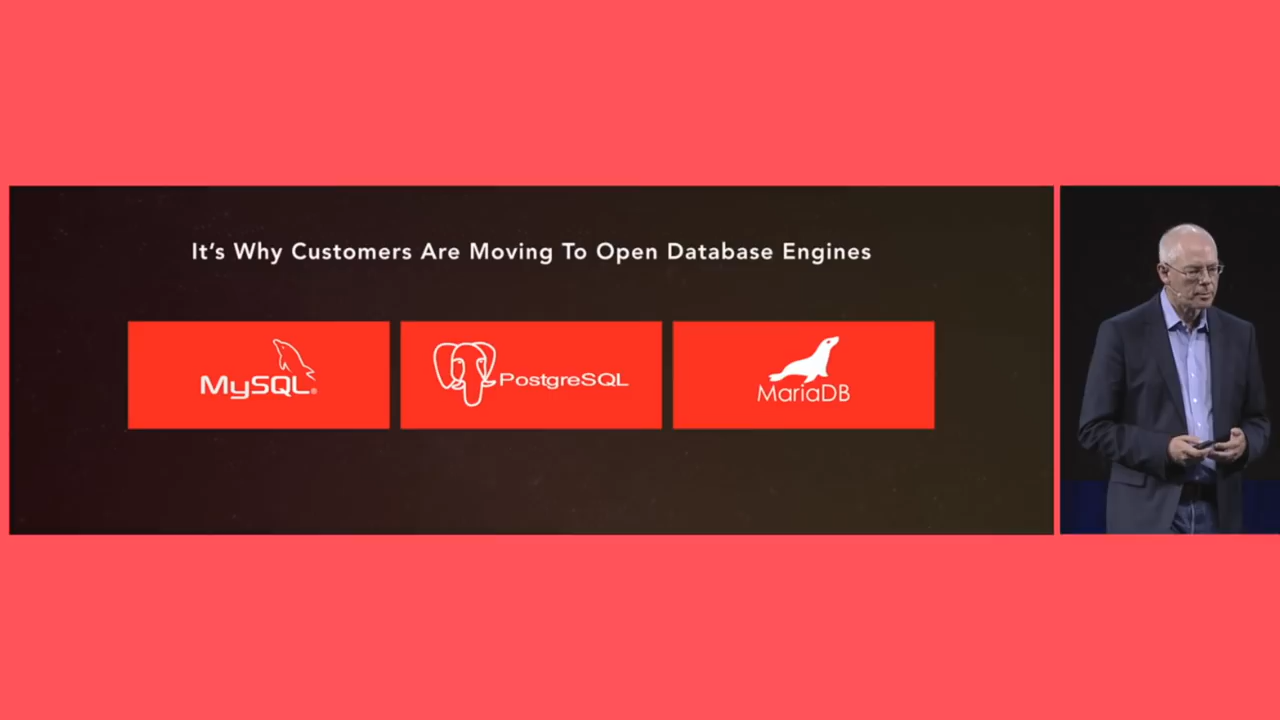 It's Why Customers Are Moving To Open Database Engines
MySQL®
PostgreSQL
MariaDB